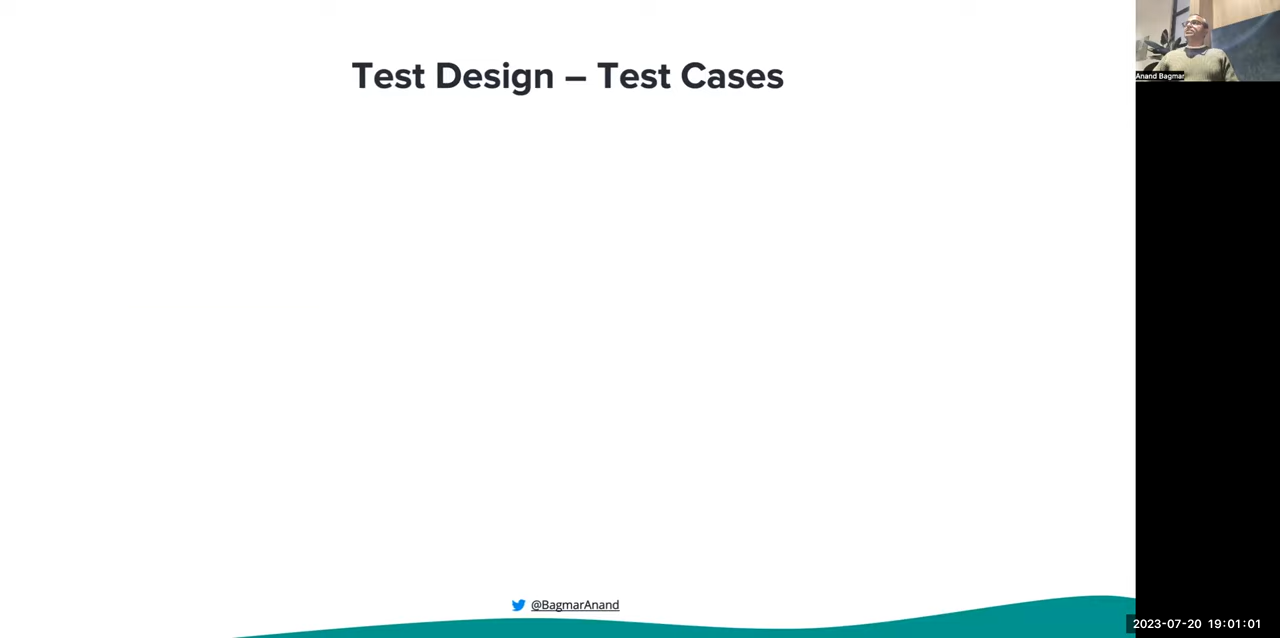 Test Design – Test Cases
Anand Bagmar
@BagmarAnand
2023-07-20 19:01:01